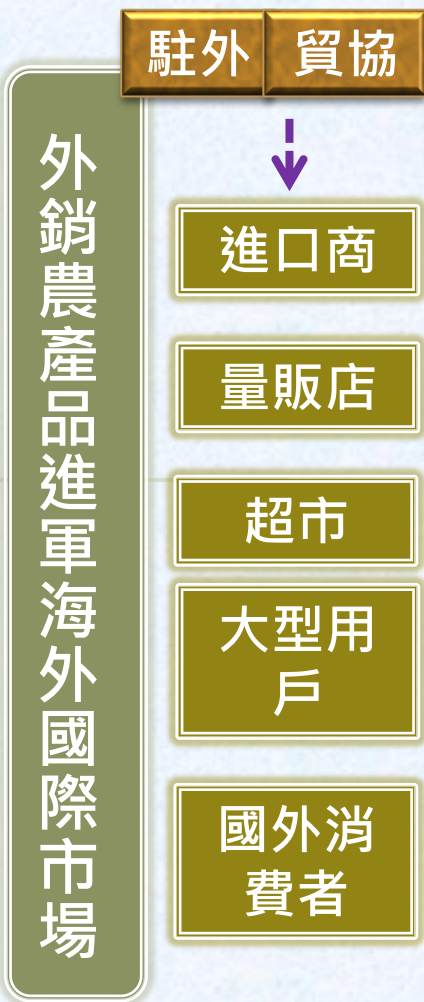 駐外 貿協
外銷農產品進軍海外國際市場
進口商
量販店
超市
大型用
戶
國外消
費者